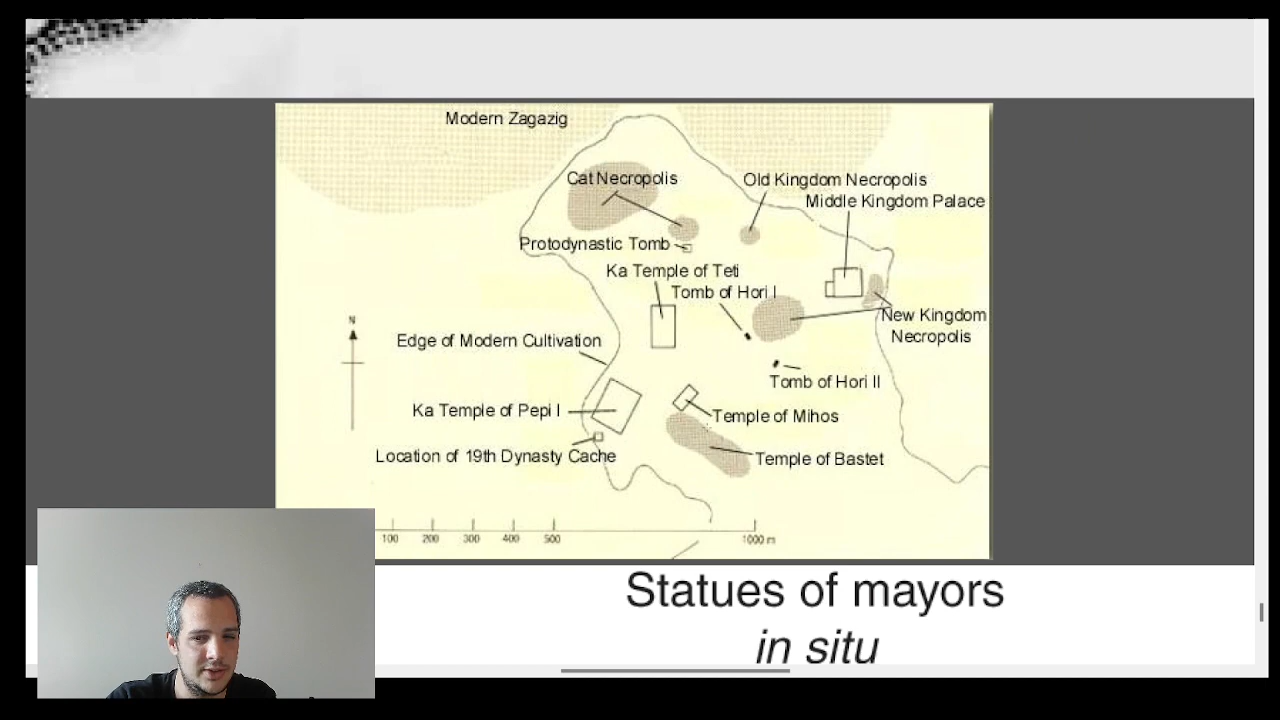 Modern Zagazig
Cat Necropolis
Old Kingdom Necropolis
Middle Kingdom Palace
Protodynastic Tomb
Ka Temple of Teti
Tomb of Hori I
New Kingdom
Necropolis
N
Edge of Modern Cultivation
Tomb of Hori II
Ka Temple of Pepi I
Temple of Mihos
Location of 19th Dynasty Cache
Temple of Bastet
100 200 300 400 500 1000 m
Statues of mayors
in situ